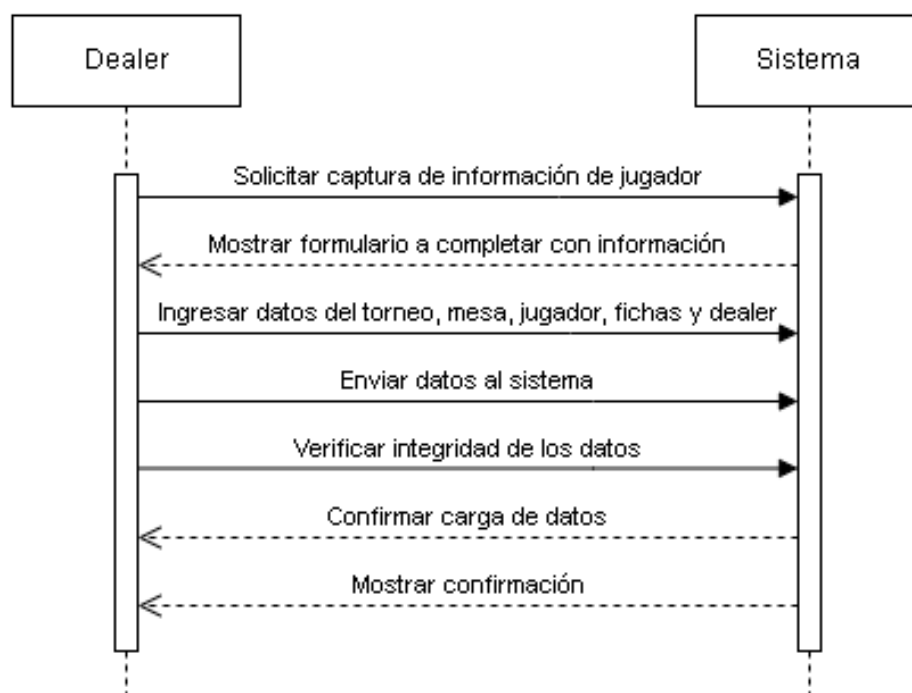 Dealer
Sistema
Solicitar captura de información de jugador
Mostrar formulario a completar con información
Ingresar datos del torneo, mesa, jugador, fichas y dealer
Enviar datos al sistema
Verificar integridad de los datos
Confirmar carga de datos
Mostrar confirmación